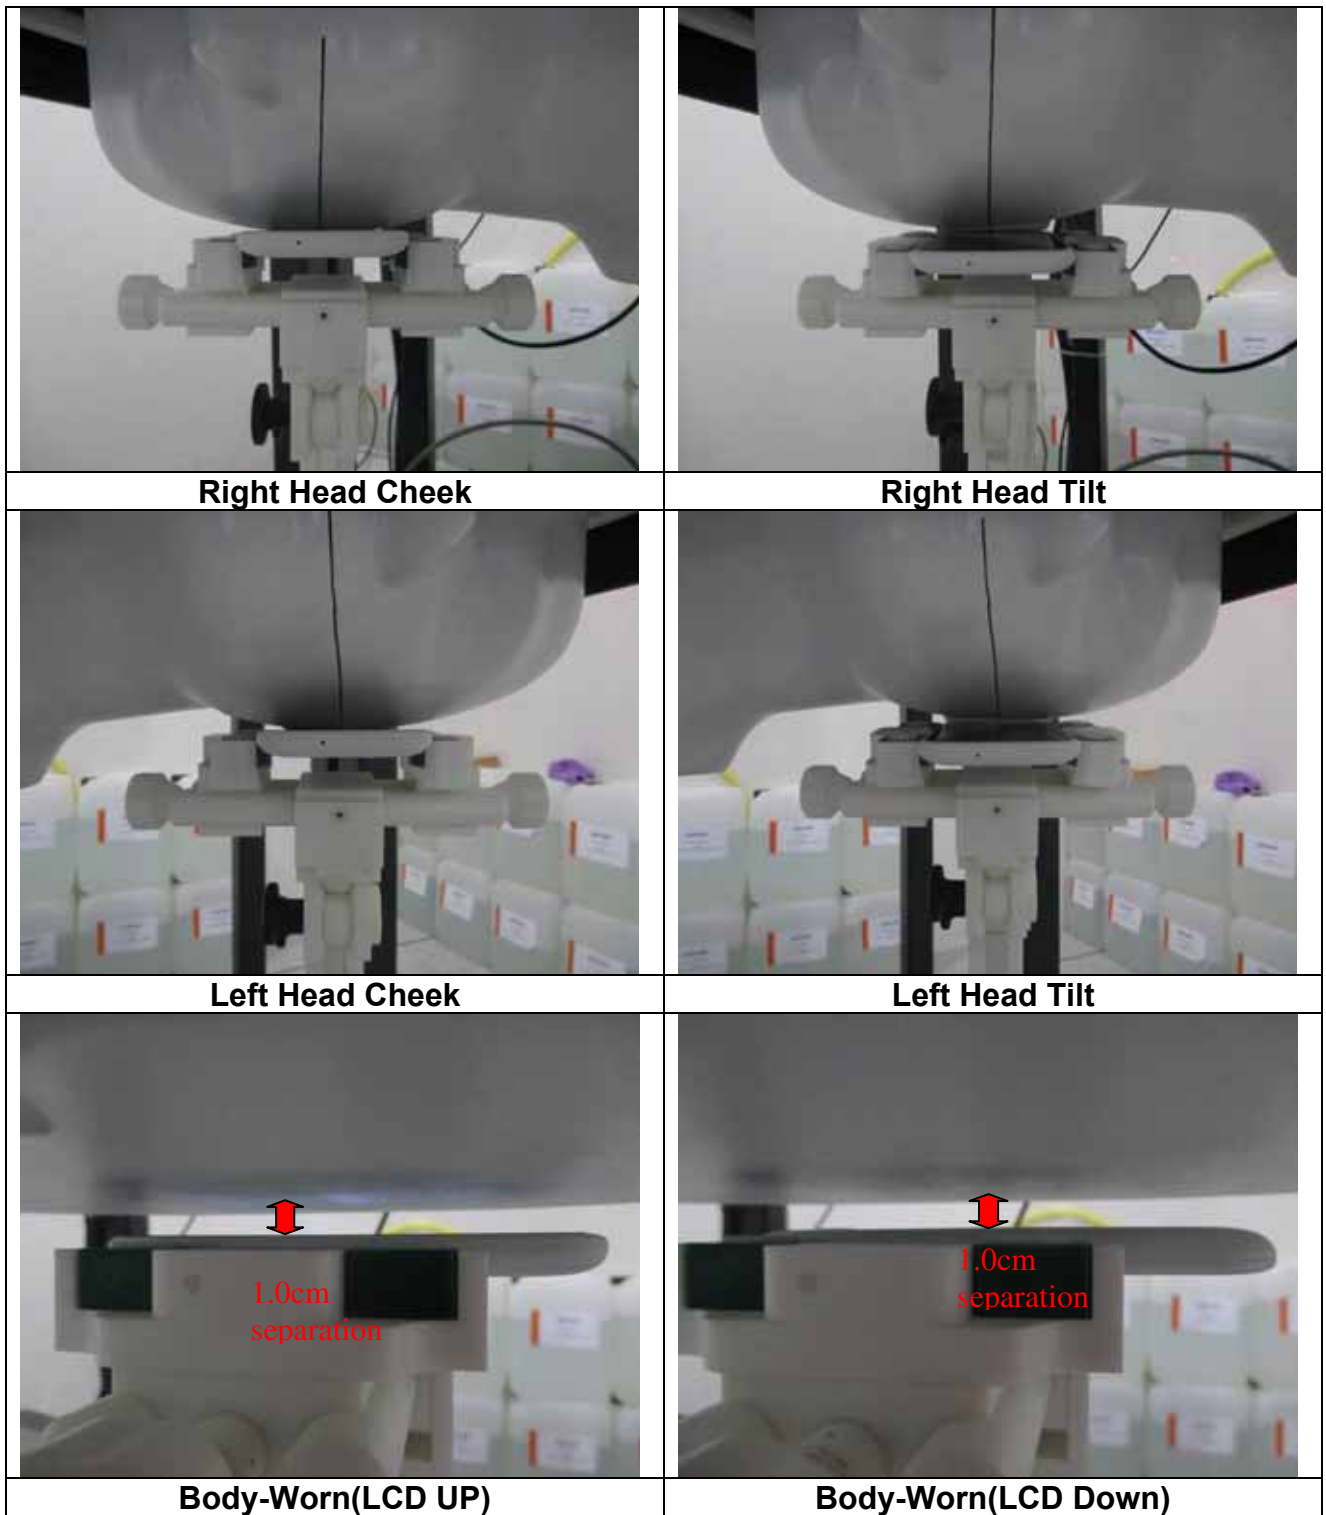 Right Head Cheek
Right Head Tilt
Left Head Cheek
Left Head Tilt
1.0cm
separation
1.0cm
separation
Body-Worn(LCD UP)
Body-Worn(LCD Down)